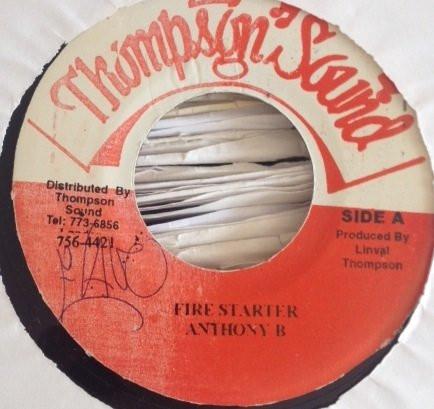 Thompson Sound
Distributed By
Thompson
Sound
Tel: 773-6856
756-4421
SIDE A
Produced By
Linval
Thompson
FIRE STARTER
ANTHONY B